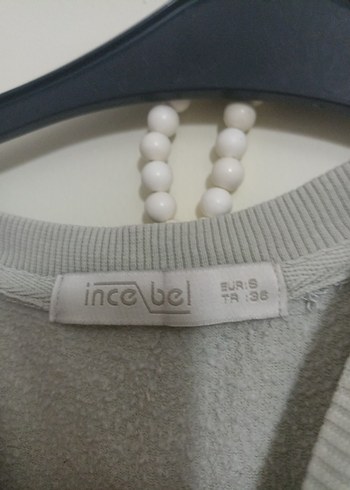 ince bel
EUR:S
TR :36